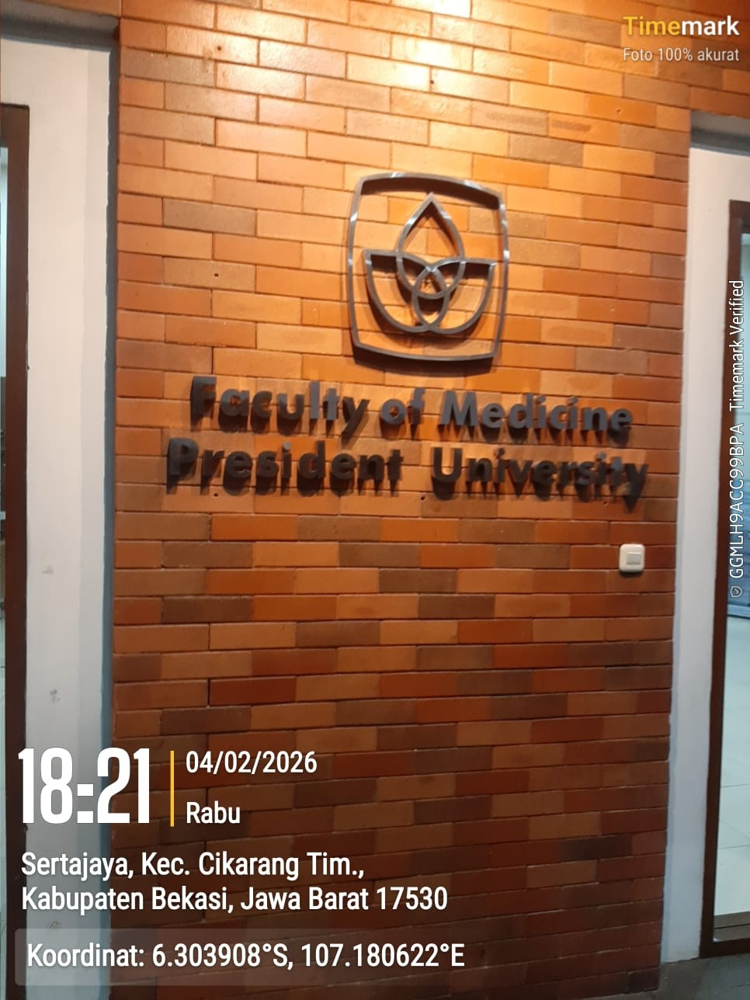 Timemark
Foto 100% akurat
Faculty of Medicine
President University
GGMLH9ACC99BPA Timemark Verified
18:21
04/02/2026
Rabu
Sertajaya, Kec. Cikarang Tim.,
Kabupaten Bekasi, Jawa Barat 17530
Koordinat: 6.303908°S, 107.180622°E